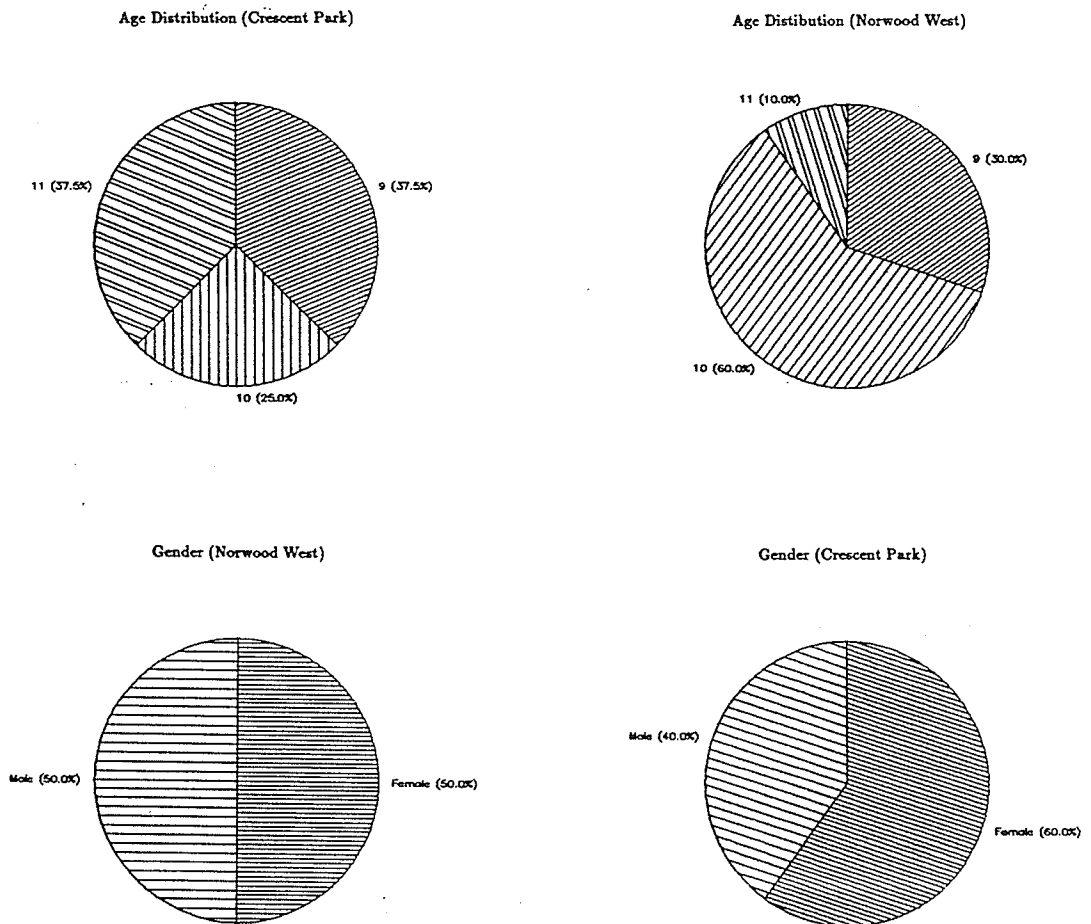 Age Distribution (Crescent Park)
11 (37.5%)
9 (37.5%)
10 (25.0%)
Age Distibution (Norwood West)
11 (10.0%)
9 (30.0%)
10 (60.0%)
Gender (Norwood West)
Male (50.0%)
Female (50.0%)
Gender (Crescent Park)
Male (40.0%)
Female (60.0%)